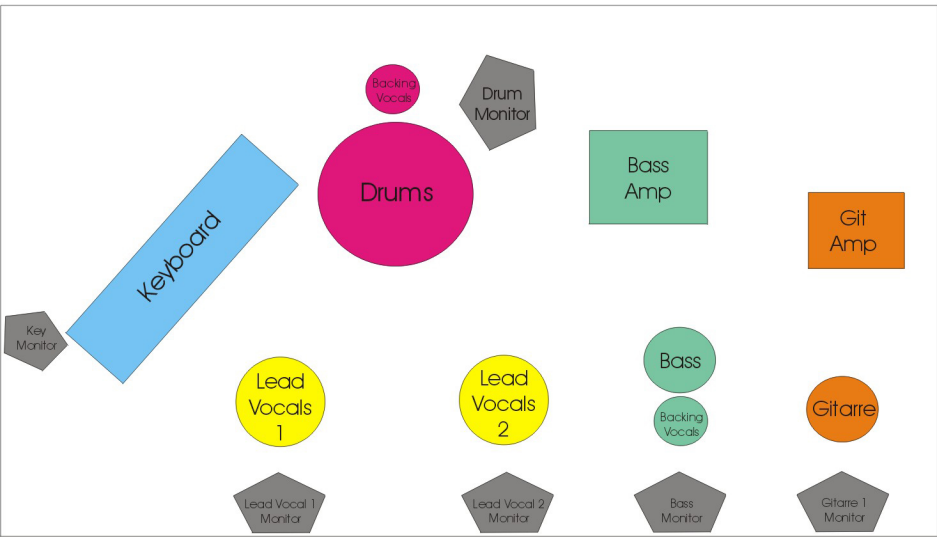 Backing
Vocals
Drum
Monitor
Drums
Bass
Amp
Git
Amp
Keyboard
Key
Monitor
Lead
Vocals
1
Lead
Vocals
2
Bass
Backing
Vocals
Gitarre
Lead Vocal 1
Monitor
Lead Vocal 2
Monitor
Bass
Monitor
Gitarre 1
Monitor